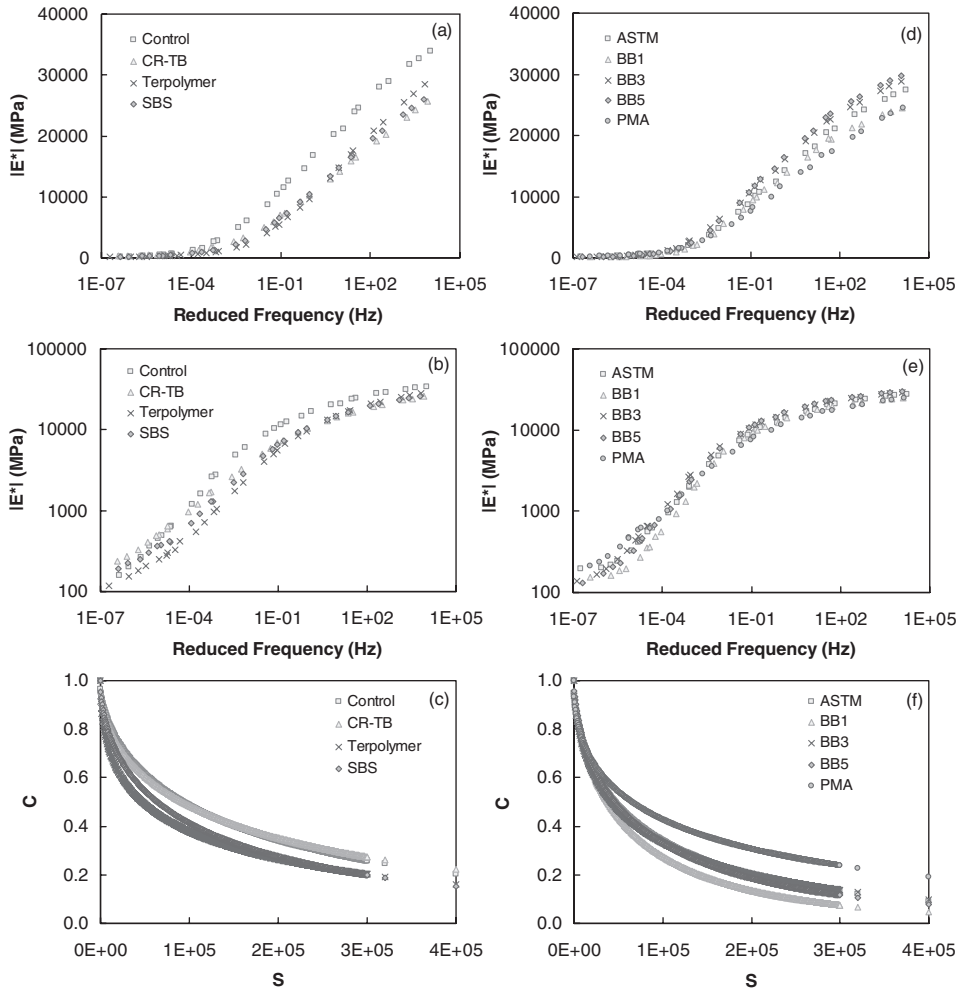 (a)
Control
CR-TB
Terpolymer
SBS
40000
30000
20000
10000
0
|E*| (MPa)
1E-07 1E-04 1E-01 1E+02 1E+05
Reduced Frequency (Hz)
(d)
ASTM
BB1
BB3
BB5
PMA
40000
30000
20000
10000
0
|E*| (MPa)
1E-07 1E-04 1E-01 1E+02 1E+05
Reduced Frequency (Hz)
(b)
Control
CR-TB
Terpolymer
SBS
100000
10000
1000
100
|E*| (MPa)
1E-07 1E-04 1E-01 1E+02 1E+05
Reduced Frequency (Hz)
(e)
ASTM
BB1
BB3
BB5
PMA
100000
10000
1000
100
|E*| (MPa)
1E-07 1E-04 1E-01 1E+02 1E+05
Reduced Frequency (Hz)
(c)
Control
CR-TB
Terpolymer
SBS
1.0
0.8
0.6
0.4
0.2
0.0
C
0E+00 1E+05 2E+05 3E+05 4E+05
S
(f)
ASTM
BB1
BB3
BB5
PMA
1.0
0.8
0.6
0.4
0.2
0.0
C
0E+00 1E+05 2E+05 3E+05 4E+05
S